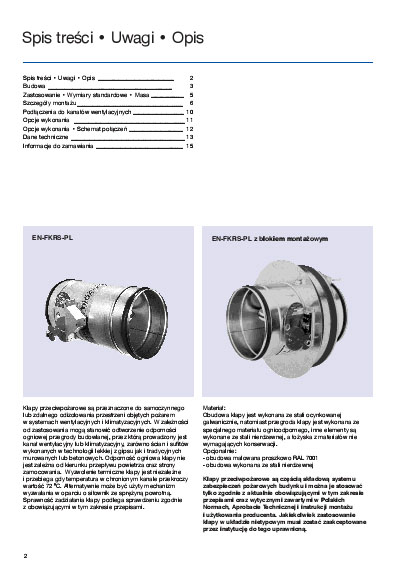 Spis treści • Uwagi • Opis
Spis treści • Uwagi • Opis 2
Budowa 3
Zastosowanie • Wymiary standardowe • Masa 5
Szczegóły montażu 6
Podłączenia do kanałów wentylacyjnych 10
Opcje wykonania 11
Opcje wykonania • Schemat połączeń 12
Dane techniczne 13
Informacje do zamawiania 15
EN-FKRS-PL
EN-FKRS-PL z blokiem montażowym
Klapy przeciwpożarowe są przeznaczone do samoczynnego
lub zdalnego oddzielania przestrzeni objętych pożarem
w systemach wentylacyjnych i klimatyzacyjnych. W zależności
od zastosowania mogą stanowić odtworzenie odporności
ogniowej przegrody budowlanej, przez którą prowadzony jest
kanał wentylacyjny lub klimatyzacyjny, zarówno ścian i sufitów
wykonanych w technologii lekkiej z gipsu jak i tradycyjnych
murowanych lub betonowych. Odporność ogniowa klapy nie
jest zależna od kierunku przepływu powietrza oraz strony
zamocowania. Wyzwolenie termiczne klapy jest niezależne
i przebiega gdy temperatura w chronionym kanale przekroczy
wartość 72 °C. Alternatywnie może być użyty mechanizm
wyzwalania w oparciu o siłownik ze sprężyną powrotną.
Sprawność zadziałania klapy podlega sprawdzeniu zgodnie
z obowiązującymi w tym zakresie przepisami.
Materiał:
Obudowa klapy jest wykonana ze stali ocynkowanej
galwanicznie, natomiast przegroda klapy jest wykonana ze
specjalnego materiału ognioodpornego, inne elementy są
wykonane ze stali nierdzewnej, a łożyska z materiałów nie
wymagających konserwacji.
Opcjonalnie:
- obudowa malowana proszkowo RAL 7001
- obudowa wykonana ze stali nierdzewnej
Klapy przeciwpożarowe są częścią składową systemu
zabezpieczeń pożarowych budynku i można je stosować
tylko zgodnie z aktualnie obowiązującymi w tym zakresie
przepisami oraz wytycznymi zawartymi w Polskich
Normach, Aprobacie Technicznej i Instrukcji montażu
i użytkowania producenta. Jakiekolwiek zastosowanie
klapy w układzie nietypowym musi zostać zaakceptowane
przez instytucję do tego uprawnioną.
2